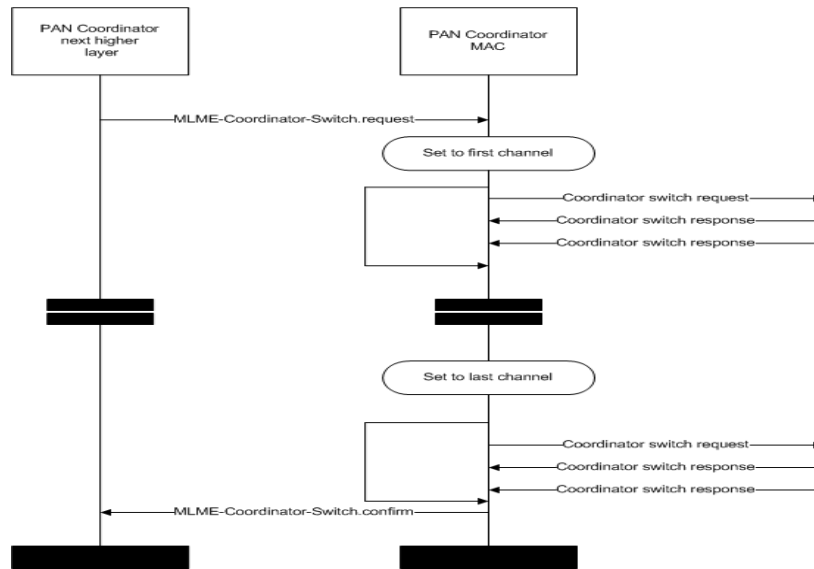 PAN Coordinator
next higher
layer
PAN Coordinator
MAC
MLME-Coordinator-Switch.request
Set to first channel
Coordinator switch request
Coordinator switch response
Coordinator switch response
Set to last channel
Coordinator switch request
Coordinator switch response
Coordinator switch response
MLME-Coordinator-Switch.confirm